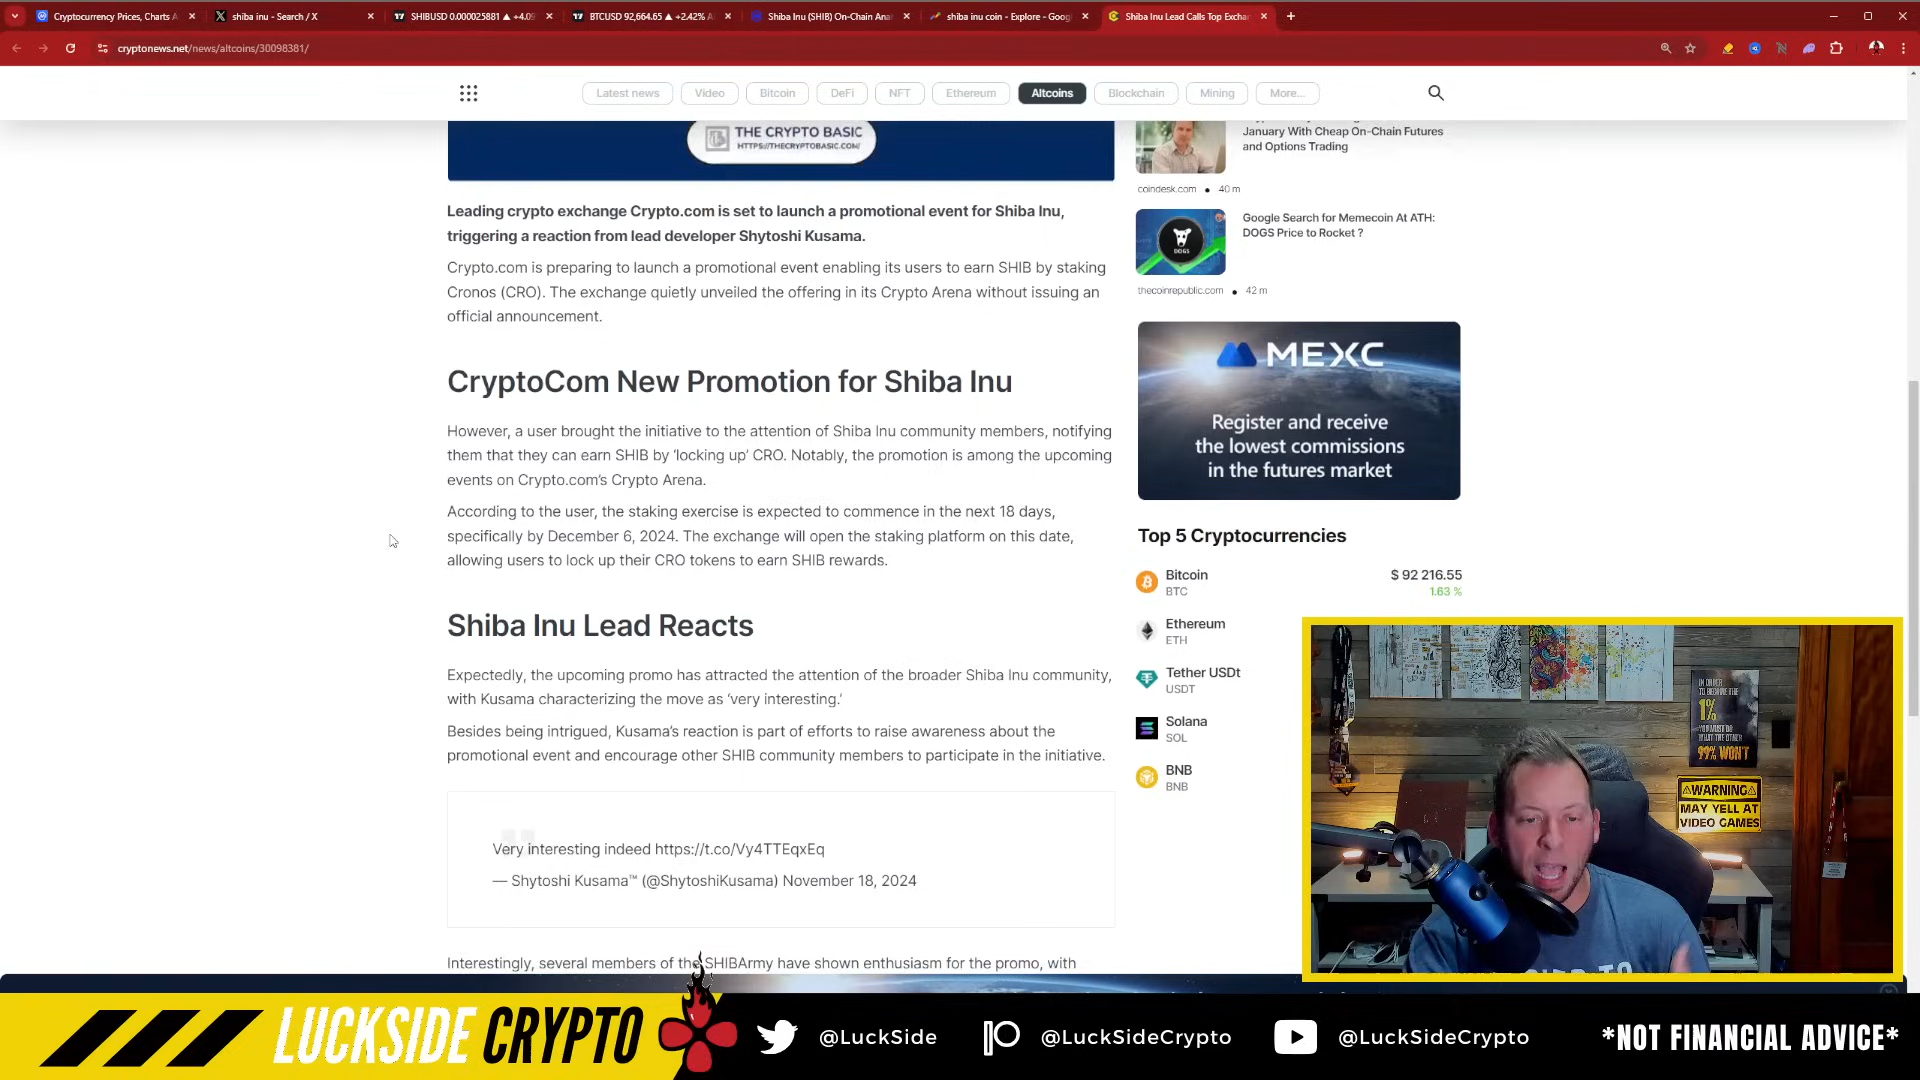 Cryptocurrency Prices, Charts A
shiba inu - Search / X
SHIBUSD 0.000025881 ▲ +4.09
BTCUSD 92,664.65 ▲ +2.42%
Shiba Inu (SHIB) On-Chain Ana
shiba inu coin - Explore - Goog
Shiba Inu Lead Calls Top Exchan
cryptonews.net/news/altcoins/30098381/
Latest news
Video
Bitcoin
DeFi
NFT
Ethereum
Altcoins
Blockchain
Mining
More...
THE CRYPTO BASIC
HTTPS://THECRYPTOBASIC.COM/
January With Cheap On-Chain Futures
and Options Trading
coindesk.com ● 40 m
Google Search for Memecoin At ATH:
DOGS Price to Rocket ?
DOGS
thecoinrepublic.com ● 42 m
Leading crypto exchange Crypto.com is set to launch a promotional event for Shiba Inu,
triggering a reaction from lead developer Shytoshi Kusama.
Crypto.com is preparing to launch a promotional event enabling its users to earn SHIB by staking
Cronos (CRO). The exchange quietly unveiled the offering in its Crypto Arena without issuing an
official announcement.
CryptoCom New Promotion for Shiba Inu
However, a user brought the initiative to the attention of Shiba Inu community members, notifying
them that they can earn SHIB by ‘locking up’ CRO. Notably, the promotion is among the upcoming
events on Crypto.com’s Crypto Arena.
According to the user, the staking exercise is expected to commence in the next 18 days,
specifically by December 6, 2024. The exchange will open the staking platform on this date,
allowing users to lock up their CRO tokens to earn SHIB rewards.
Shiba Inu Lead Reacts
Expectedly, the upcoming promo has attracted the attention of the broader Shiba Inu community,
with Kusama characterizing the move as ‘very interesting.’
Besides being intrigued, Kusama’s reaction is part of efforts to raise awareness about the
promotional event and encourage other SHIB community members to participate in the initiative.
Very interesting indeed https://t.co/Vy4TTEqxEq
— Shytoshi Kusama™ (@ShytoshiKusama) November 18, 2024
Interestingly, several members of the SHIBArmy have shown enthusiasm for the promo, with
MEXC
Register and receive
the lowest commissions
in the futures market
Top 5 Cryptocurrencies
Bitcoin
BTC
$ 92 216.55
1.63 %
Ethereum
ETH
Tether USDt
USDT
Solana
SOL
BNB
BNB
IN ORDER
TO BECOME THE
1%
YOU MUST DO
WHAT THE OTHER
99% WON'T
⚠WARNING⚠
MAY YELL AT
VIDEO GAMES
LUCKSIDE CRYPTO
@LuckSide
@LuckSideCrypto
@LuckSideCrypto
*NOT FINANCIAL ADVICE*